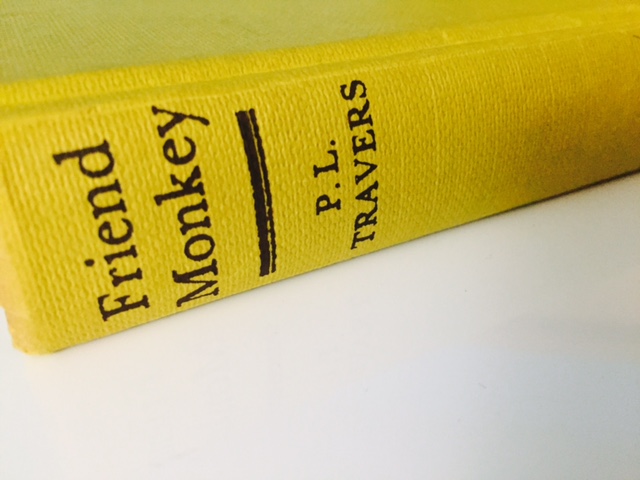 Friend
Monkey
P.L.
TRAVERS